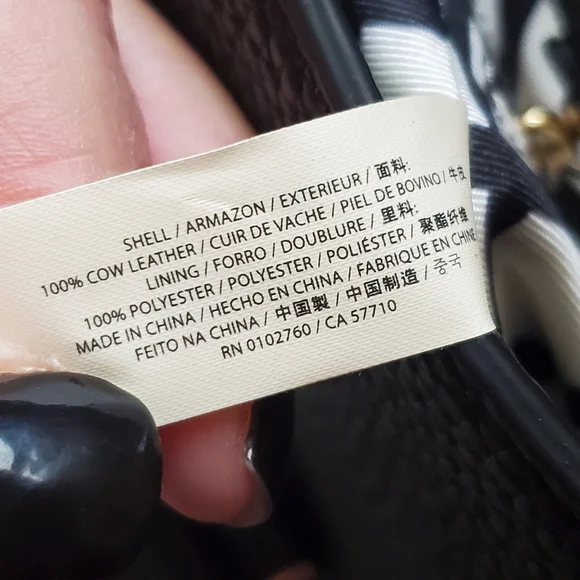 SHELL / ARMAZON / EXTERIEUR / 面料:
100% COW LEATHER / CUIR DE VACHE / PIEL DE BOVINO / 牛皮
LINING / FORRO / DOUBLURE / 里料:
100% POLYESTER / POLYESTER / POLIÉSTER / 聚酯纤维
MADE IN CHINA / HECHO EN CHINA / FABRIQUE EN CHINE
FEITO NA CHINA / 中國製 / 中国制造 / 중국
RN 0102760 / CA 57710